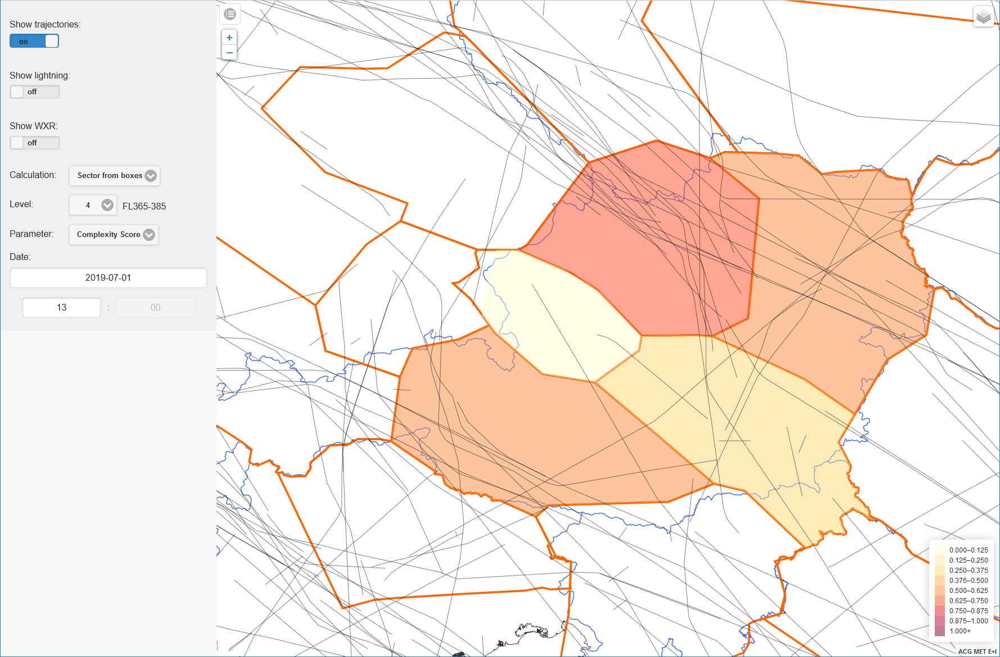 Show trajectories:
on
Show lightning:
off
Show WXR:
off
Calculation: Sector from boxes
Level: 4 FL365-385
Parameter: Complexity Score
Date:
2019-07-01
13 : 00
+
−
0.000–0.125
0.125–0.250
0.250–0.375
0.375–0.500
0.500–0.625
0.625–0.750
0.750–0.875
0.875–1.000
1.000+
ACG MET E+I